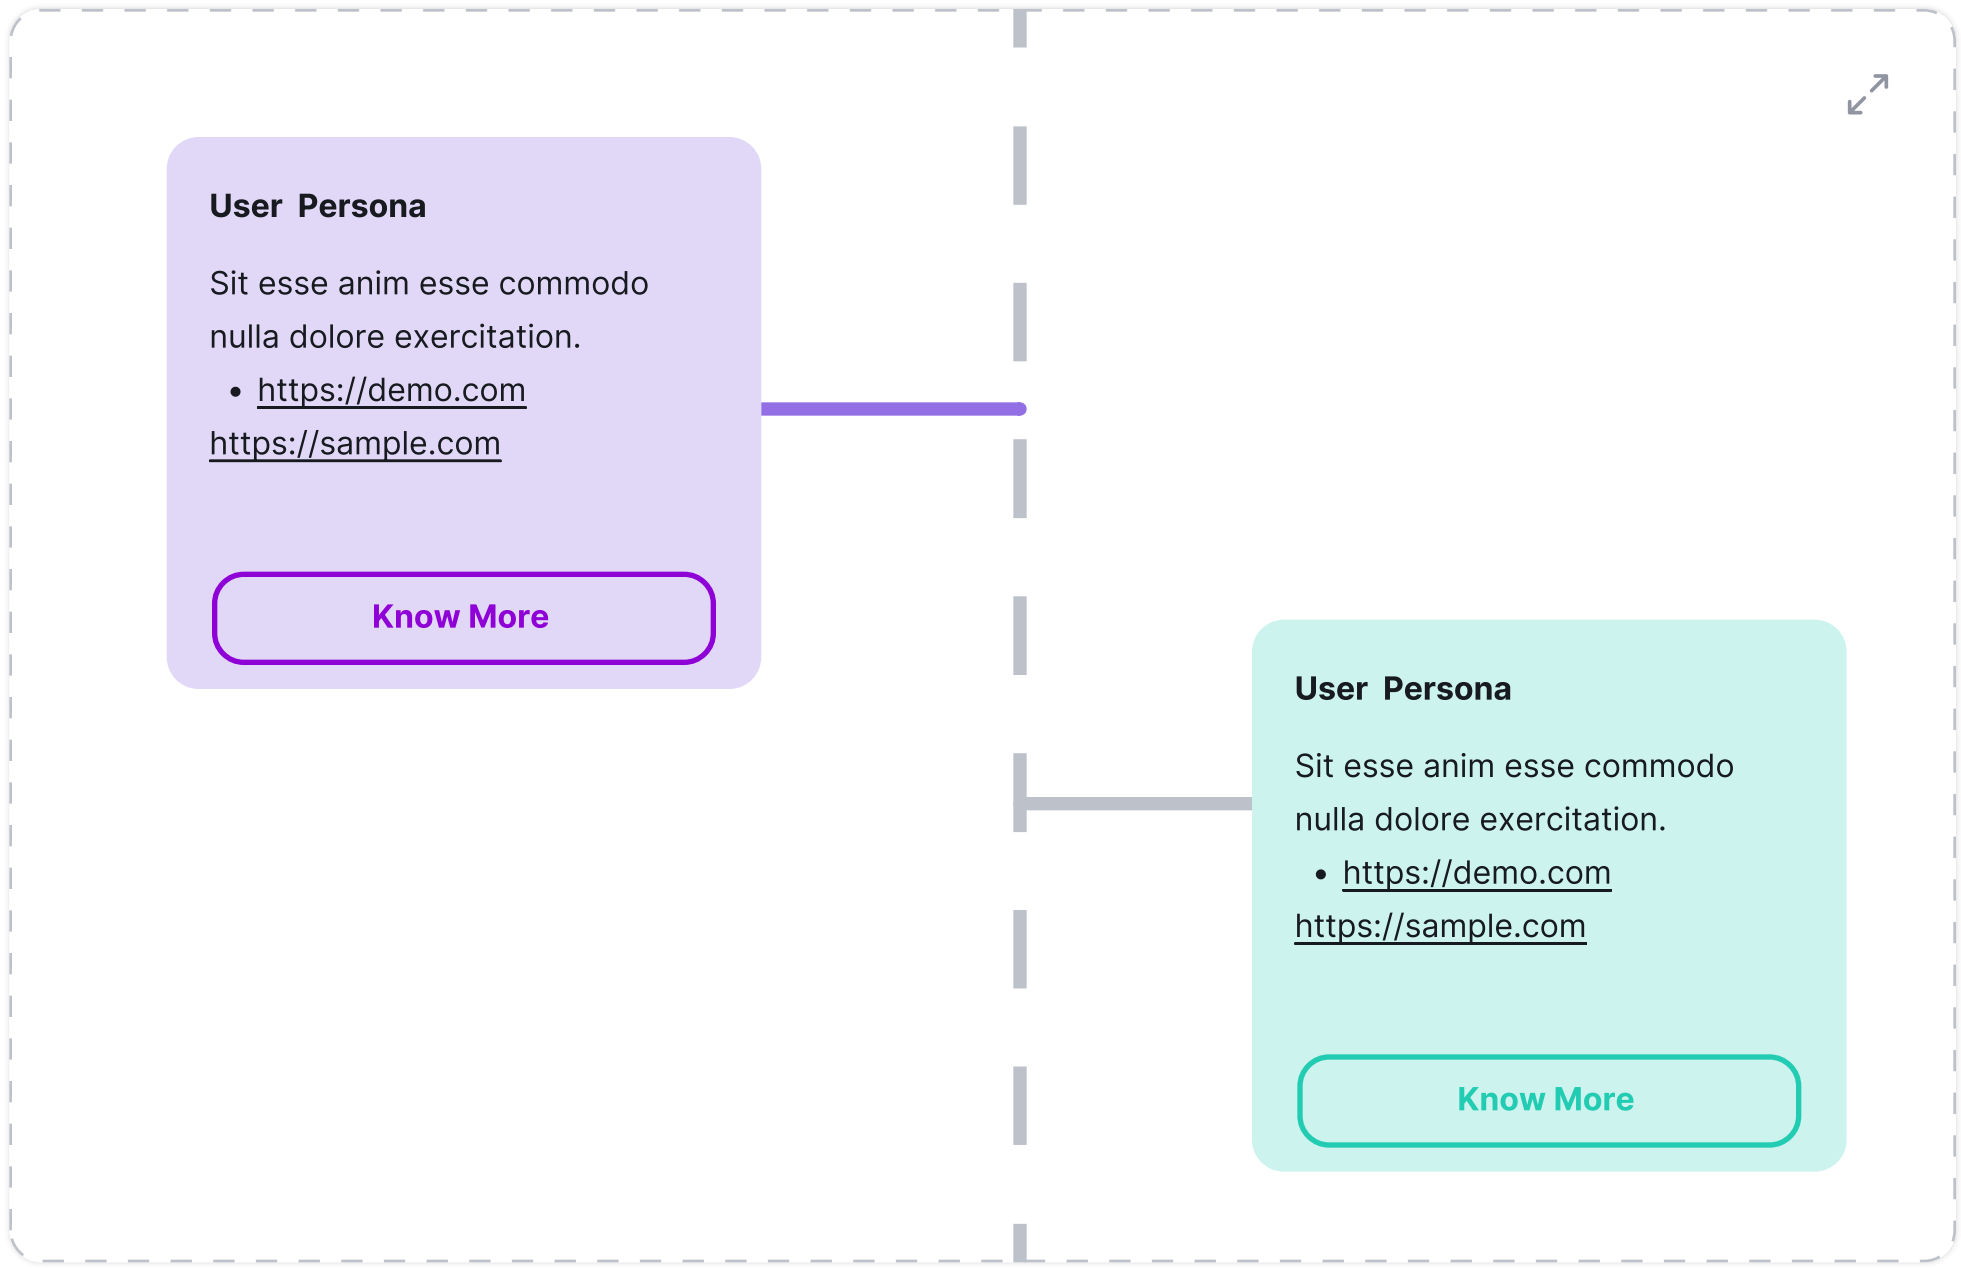 User  Persona
Sit esse anim esse commodo
nulla dolore exercitation.
• https://demo.com
https://sample.com
Know More
User  Persona
Sit esse anim esse commodo
nulla dolore exercitation.
• https://demo.com
https://sample.com
Know More